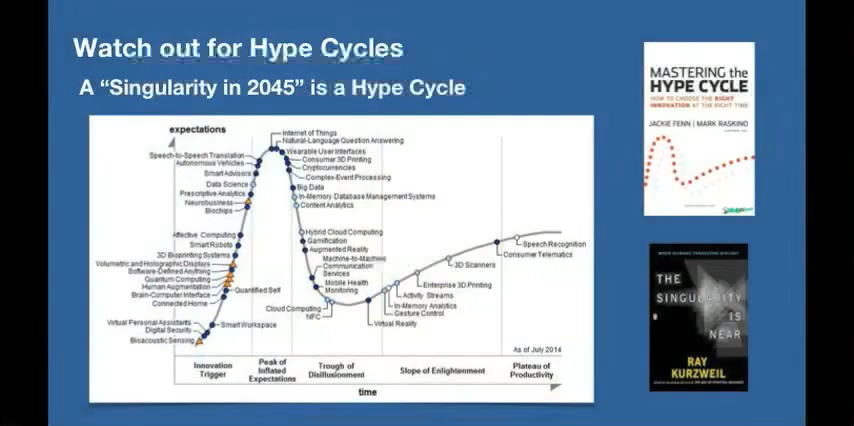 Watch out for Hype Cycles
A “Singularity in 2045” is a Hype Cycle
expectations
Internet of Things
Natural-Language Question Answering
Wearable User Interfaces
Consumer 3D Printing
Cryptocurrencies
Complex-Event Processing
Big Data
In-Memory Database Management Systems
Content Analytics
Speech-to-Speech Translation
Autonomous Vehicles
Smart Advisors
Data Science
Prescriptive Analytics
Neurobusiness
Biochips
Affective Computing
Smart Robots
3D Bioprinting Systems
Volumetric and Holographic Displays
Software-Defined Anything
Quantum Computing
Human Augmentation
Brain-Computer Interface
Connected Home
Quantified Self
Virtual Personal Assistants
Smart Workspace
Digital Security
Bioacoustic Sensing
Hybrid Cloud Computing
Gamification
Augmented Reality
Machine-to-Machine
Communication
Services
Mobile Health
Monitoring
Cloud Computing
NFC
Virtual Reality
Gesture Control
In-Memory Analytics
Activity Streams
Enterprise 3D Printing
3D Scanners
Consumer Telematics
Speech Recognition
As of July 2014
Innovation
Trigger
Peak of
Inflated
Expectations
Trough of
Disillusionment
Slope of Enlightenment
Plateau of
Productivity
time
MASTERING the
HYPE CYCLE
HOW TO CHOOSE THE RIGHT
INNOVATION AT THE RIGHT TIME
JACKIE FENN | MARK RASKINO
WHEN HUMANS TRANSCEND BIOLOGY
THE
SINGULARITY
IS
NEAR
RAY
KURZWEIL